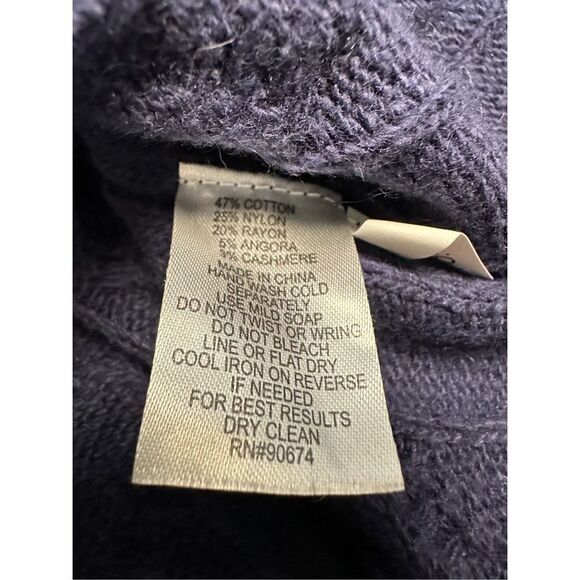 47% COTTON
25% NYLON
20% RAYON
5% ANGORA
3% CASHMERE
MADE IN CHINA
HAND WASH COLD
SEPARATELY
USE MILD SOAP
DO NOT TWIST OR WRING
DO NOT BLEACH
LINE OR FLAT DRY
COOL IRON ON REVERSE
IF NEEDED
FOR BEST RESULTS
DRY CLEAN
RN#90674